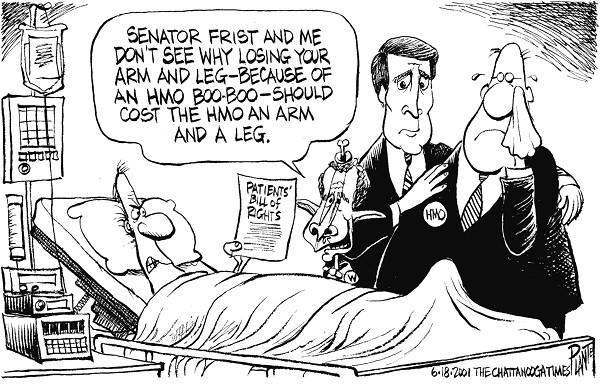 SENATOR FRIST AND ME
DON'T SEE WHY LOSING YOUR
ARM AND LEG—BECAUSE OF
AN HMO BOO-BOO—SHOULD
COST THE HMO AN ARM
AND A LEG.
PATIENTS'
BILL OF
RIGHTS
HMO
6-18-2001 THE CHATTANOOGA TIMES
PLANTE